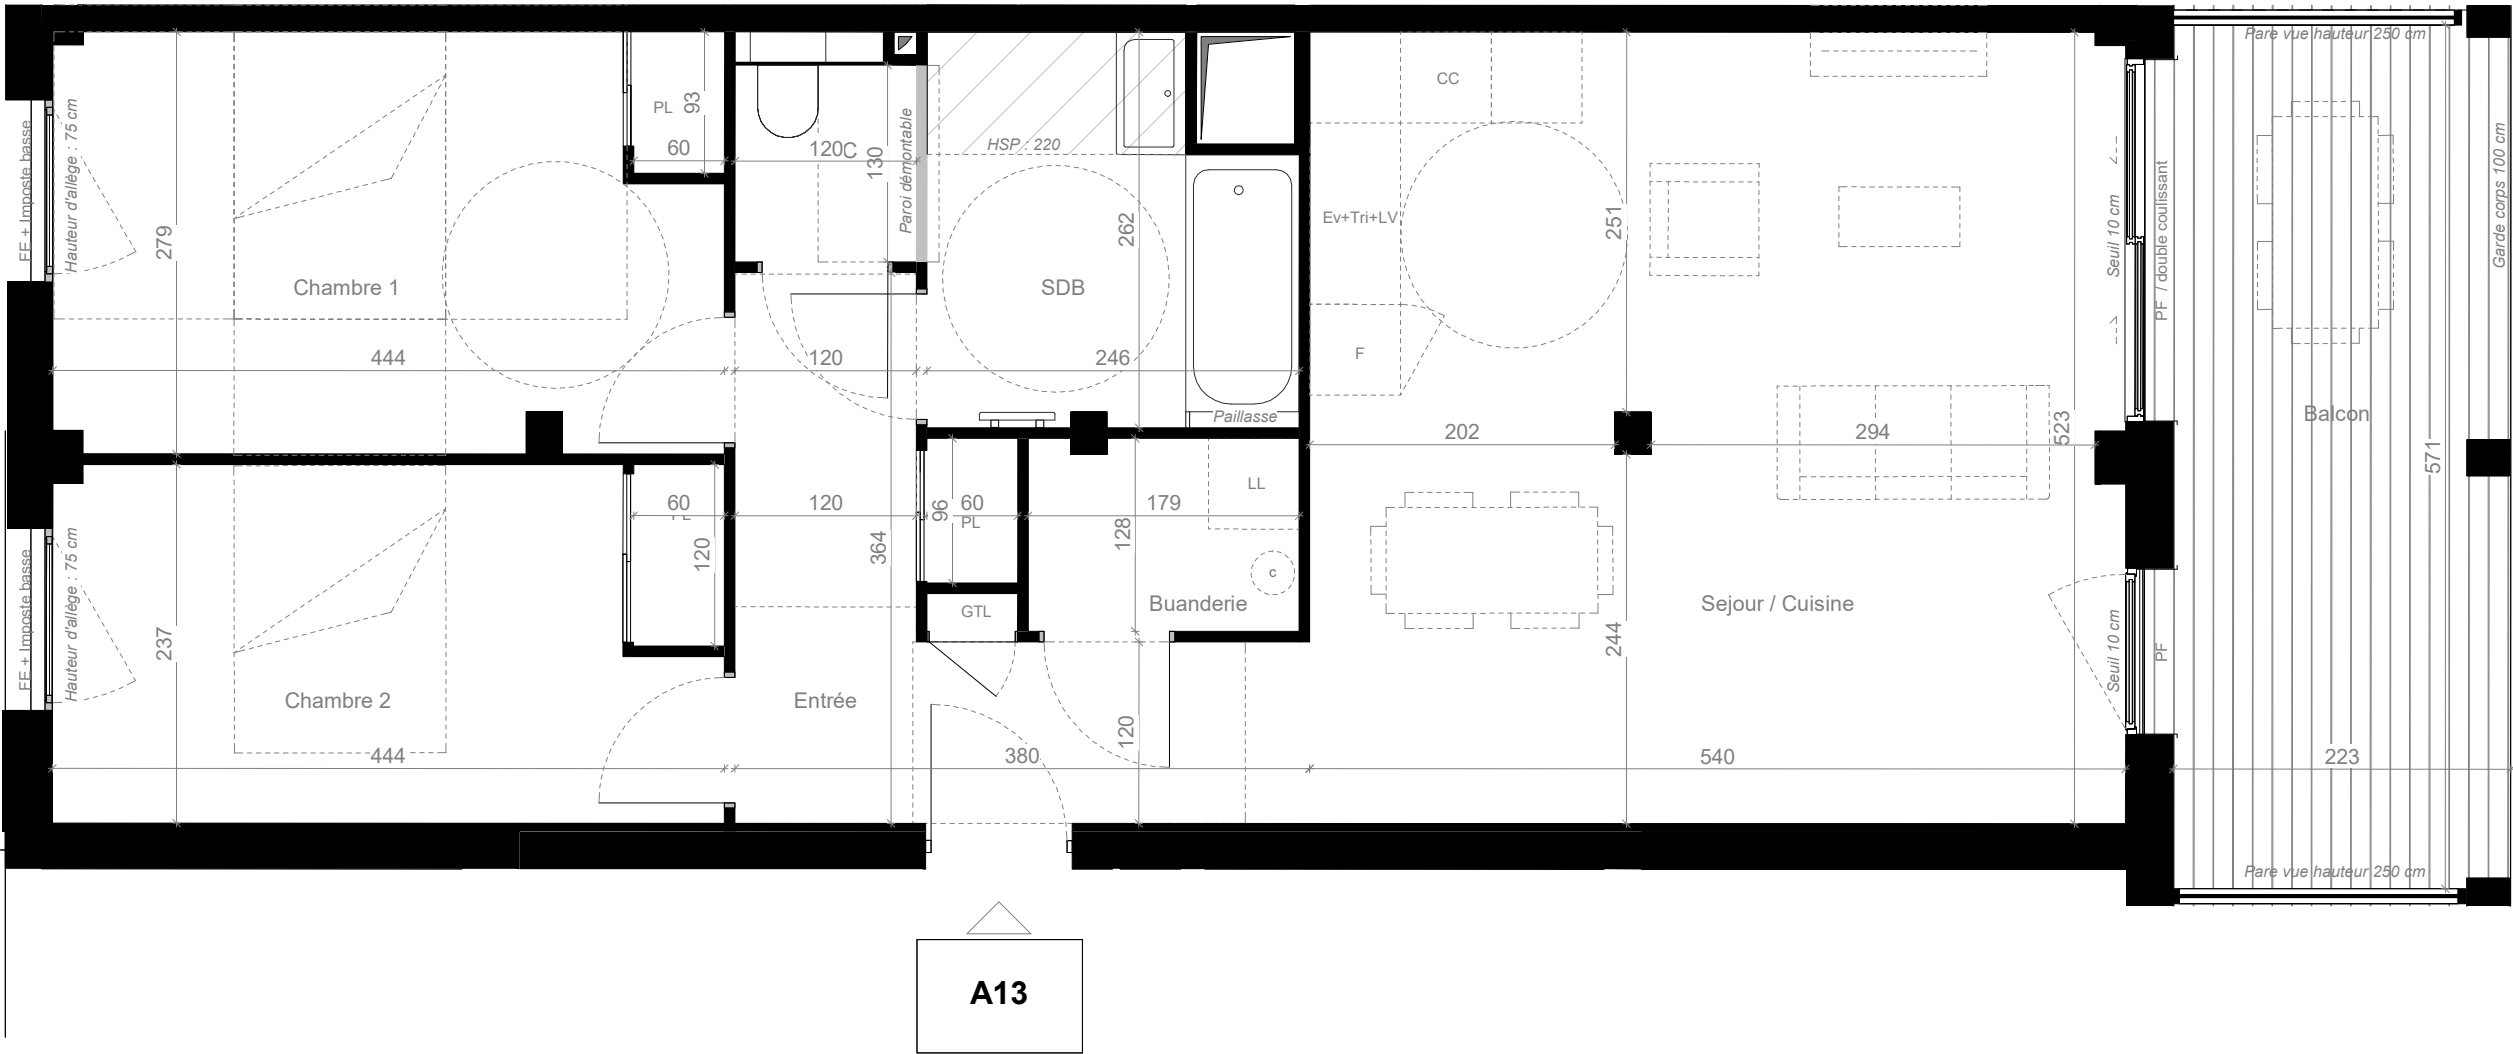 Pare vue hauteur 250 cm
FF + Imposte basse
Hauteur d'allège : 75 cm
279
Chambre 1
444
PL
93
60
120C
130
Paroi démontable
120
HSP : 220
262
SDB
246
Paillasse
CC
Ev+Tri+LV
F
251
202
294
523
Seuil 10 cm
PF / double coulissant
Balcon
571
Garde corps 100 cm
FF + Imposte basse
Hauteur d'allège : 75 cm
237
Chambre 2
444
60
120
120
364
Entrée
96
60
PL
GTL
179
128
LL
c
Buanderie
120
380
Sejour / Cuisine
244
540
Seuil 10 cm
PF
223
Pare vue hauteur 250 cm
A13